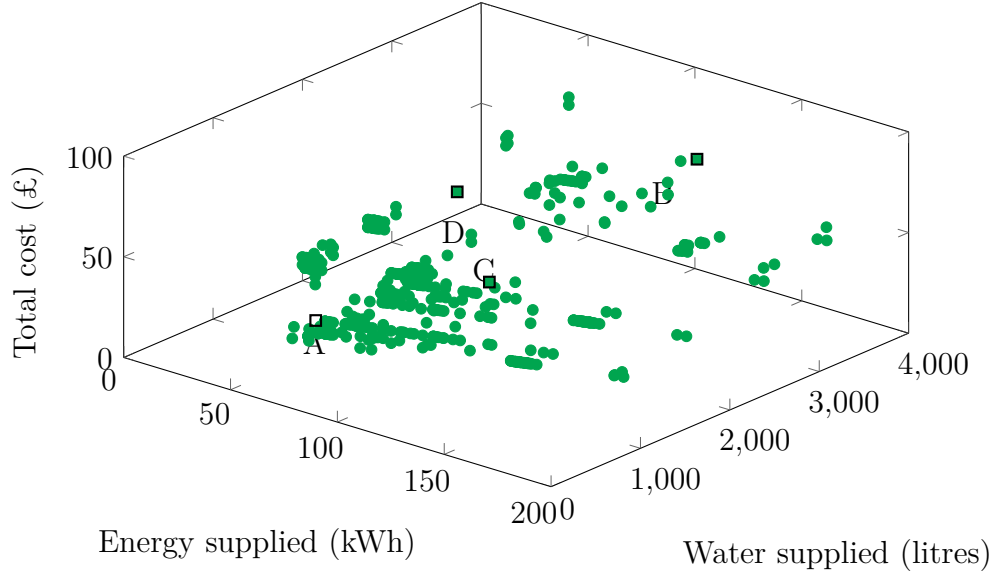 100
50
0
Total cost (£)
0
50
100
150
200
Energy supplied (kWh)
0
1,000
2,000
3,000
4,000
Water supplied (litres)
A
B
C
D